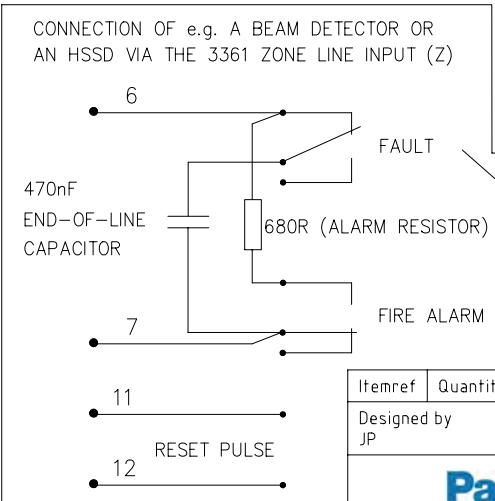 CONNECTION OF e.g. A BEAM DETECTOR OR
AN HSSD VIA THE 3361 ZONE LINE INPUT (Z)
6
FAULT
470nF
END-OF-LINE
CAPACITOR
680R (ALARM RESISTOR)
FIRE ALARM
7
11
RESET PULSE
12
Itemref
Designed by
JP
Pa